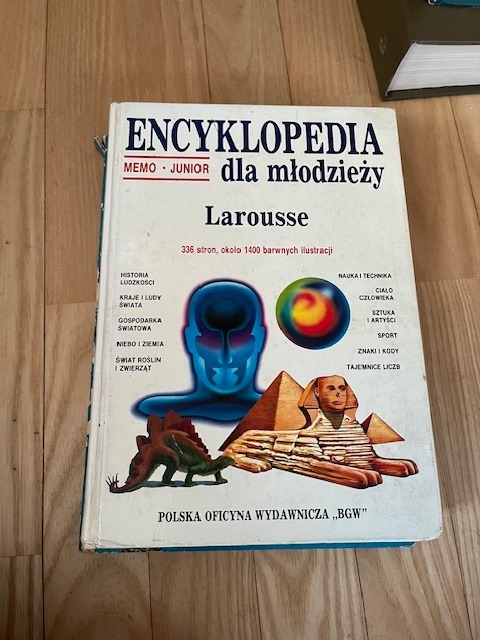 ENCYKLOPEDIA
MEMO · JUNIOR
dla młodzieży
Larousse
336 stron, około 1400 barwnych ilustracji
HISTORIA
LUDZKOŚCI
KRAJE I LUDY
ŚWIATA
GOSPODARKA
ŚWIATOWA
NIEBO I ZIEMIA
ŚWIAT ROŚLIN
I ZWIERZĄT
NAUKA I TECHNIKA
CIAŁO
CZŁOWIEKA
SZTUKA
I ARTYŚCI
SPORT
ZNAKI I KODY
TAJEMNICE LICZB
POLSKA OFICYNA WYDAWNICZA „BGW”